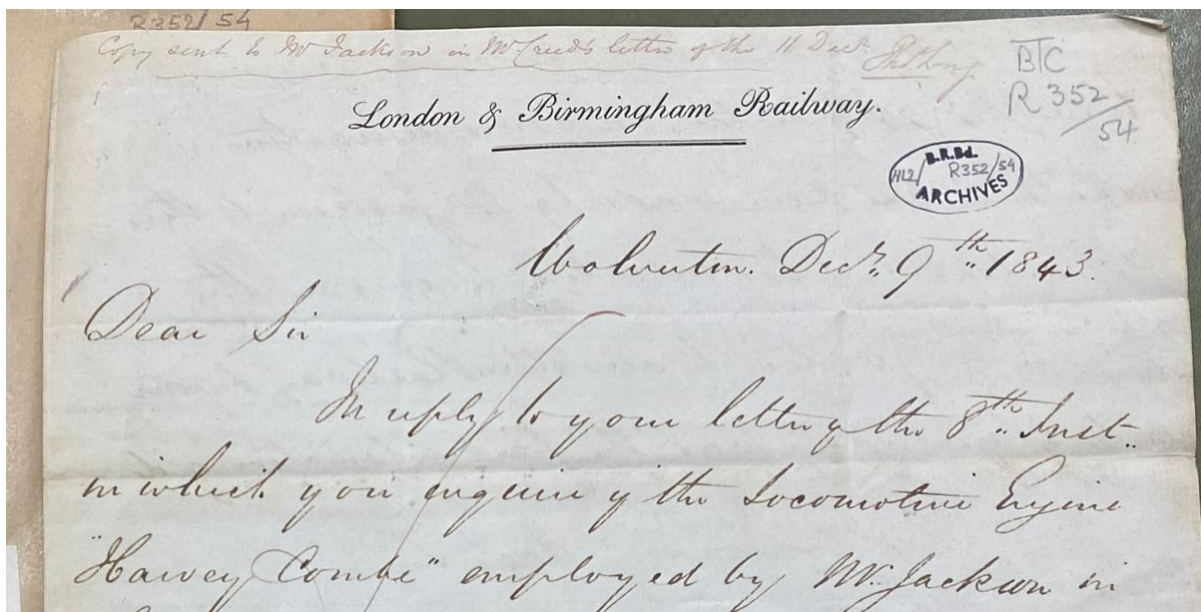 R352/54
Copy sent to Mr Jackson in Mr Creed's letter of the 11 Decr.
BTC
R 352/54
London & Birmingham Railway.
B.R.Bd.
HL2/ R352/54
ARCHIVES
Wolverton. Decr. 9th 1843.
Dear Sir
In reply to your letter of the 8th Inst.
in which you enquire if the Locomotive Engine
"Harvey Combe" employed by Mr. Jackson in